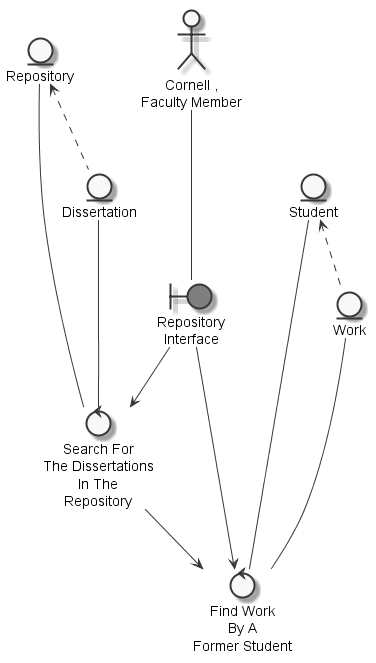 Repository
Cornell ,
Faculty Member
Dissertation
Student
Repository
Interface
Work
Search For
The Dissertations
In The
Repository
Find Work
By A
Former Student